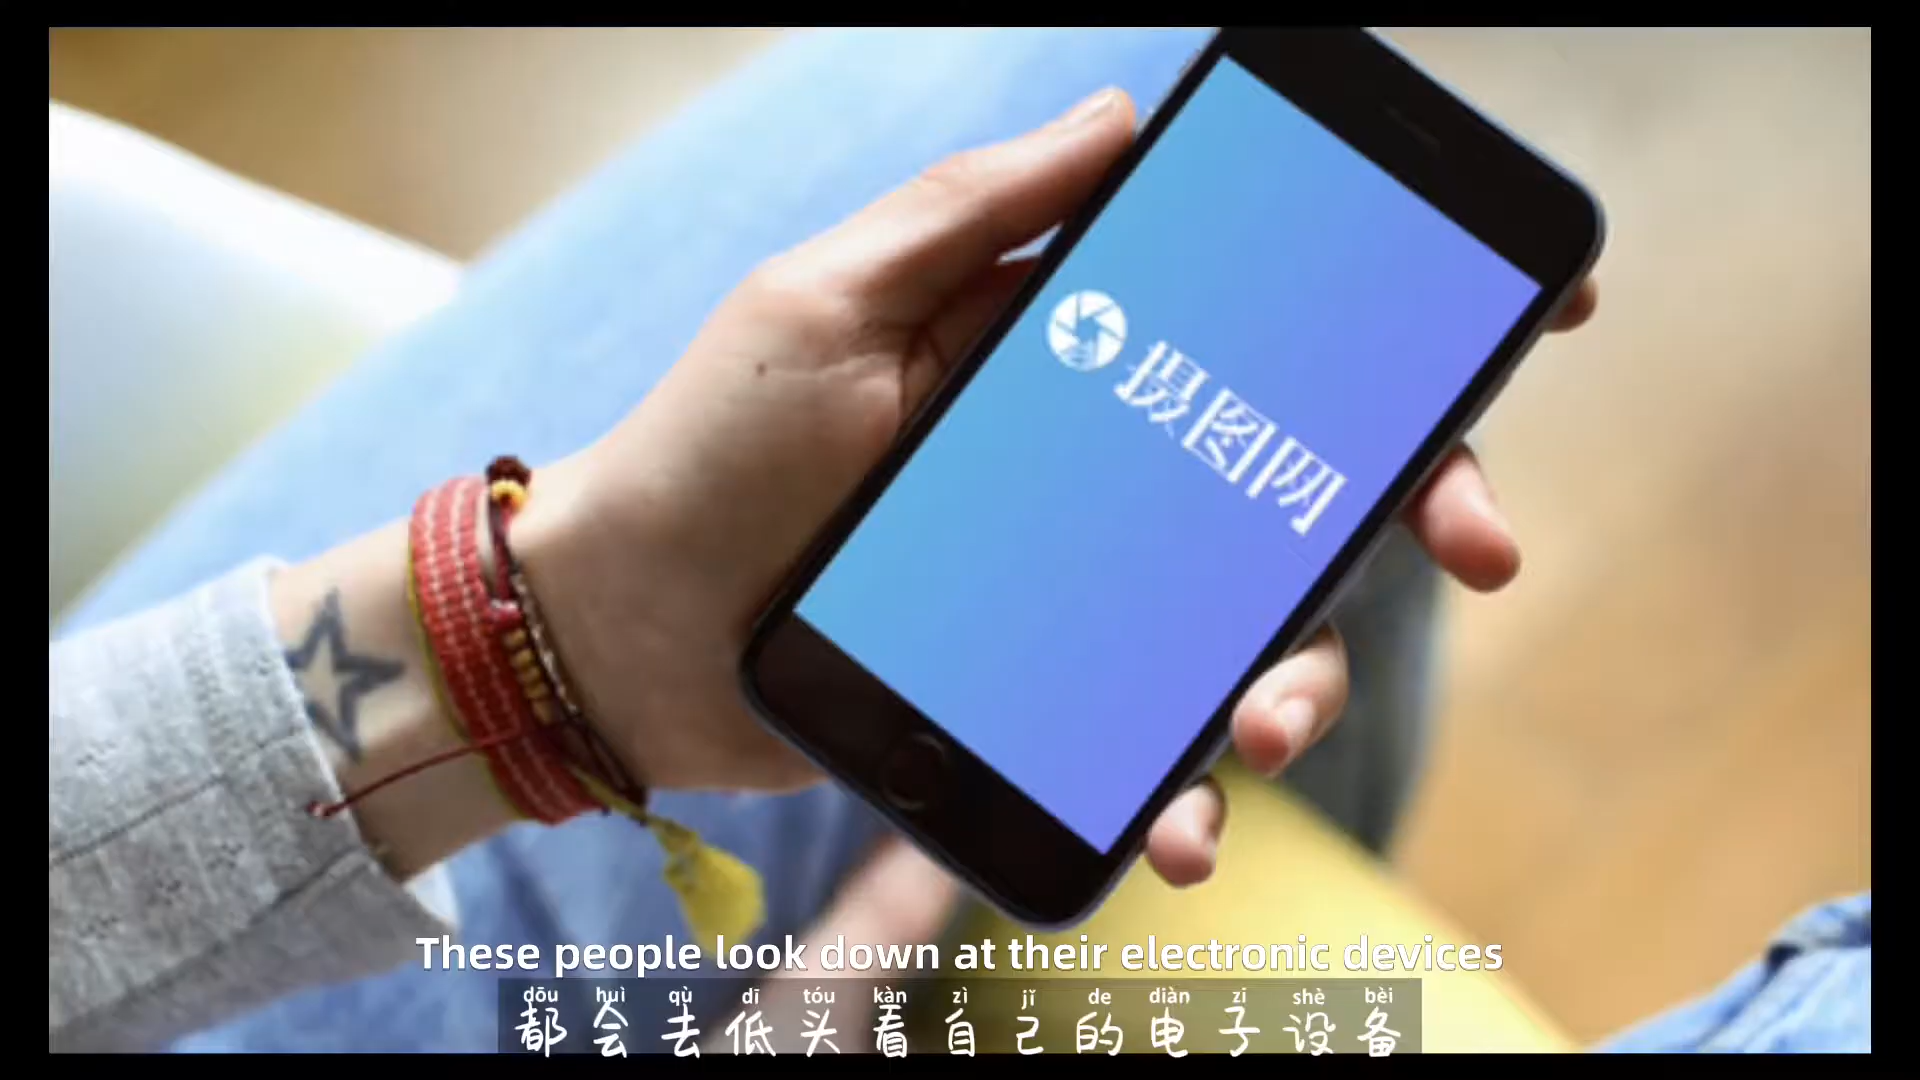 摄图网
These people look down at their electronic devices
dōu huì qù dī tóu kàn zì jǐ de diàn zi shè bèi
都会去低头看自己的电子设备